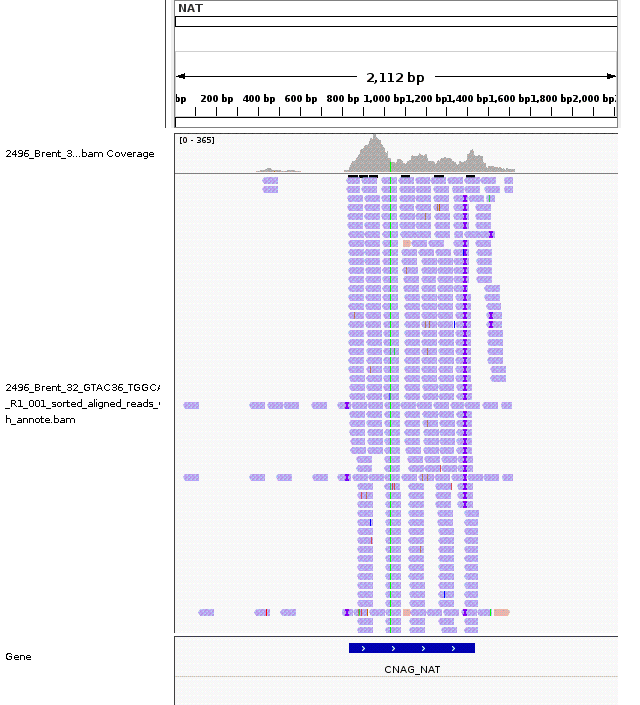 NAT
2,112 bp
bp 200 bp 400 bp 600 bp 800 bp 1,000 bp 1,200 bp 1,400 bp 1,600 bp 1,800 bp 2,000 bp
[0 - 365]
2496_Brent_3...bam Coverage
2496_Brent_32_GTAC36_TGGCA
_R1_001_sorted_aligned_reads_
h_annote.bam
Gene
CNAG_NAT